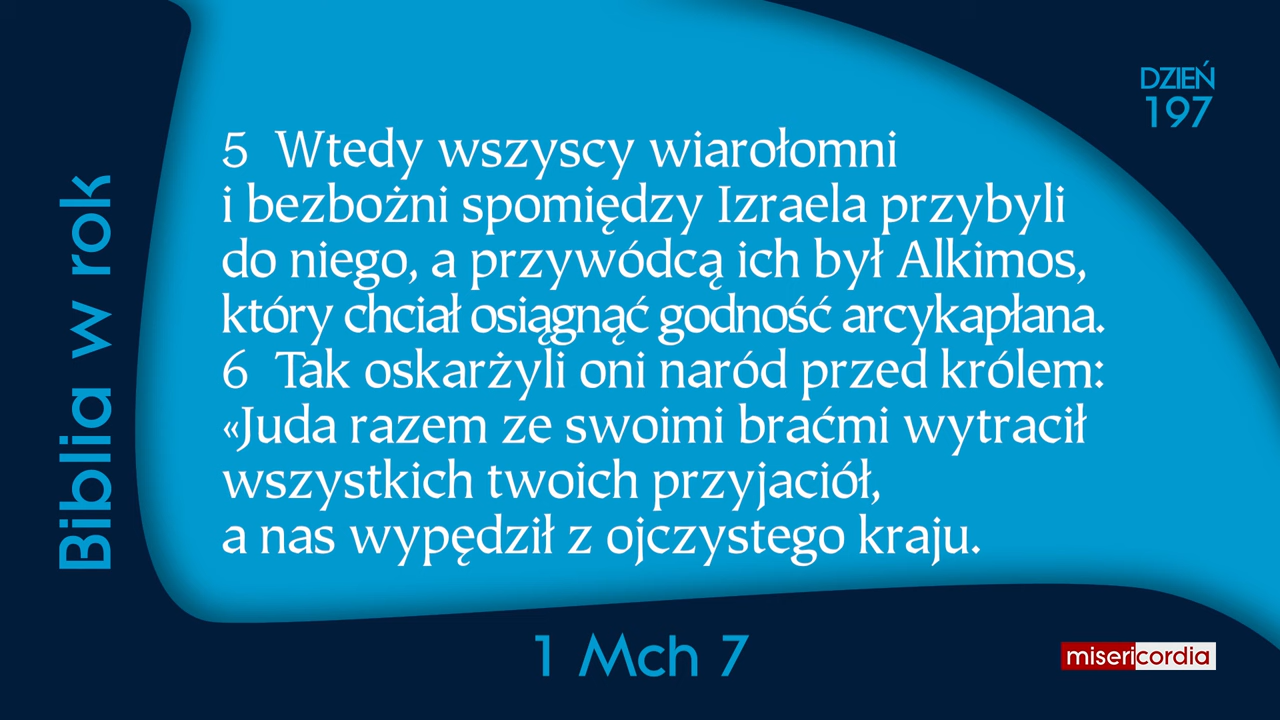 DZIEŃ
197
Biblia w rok
5 Wtedy wszyscy wiarołomni
i bezbożni spomiędzy Izraela przybyli
do niego, a przywódcą ich był Alkimos,
który chciał osiągnąć godność arcykapłana.
6 Tak oskarżyli oni naród przed królem:
«Juda razem ze swoimi braćmi wytracił
wszystkich twoich przyjaciół,
a nas wypędził z ojczystego kraju.
1 Mch 7
misericordia